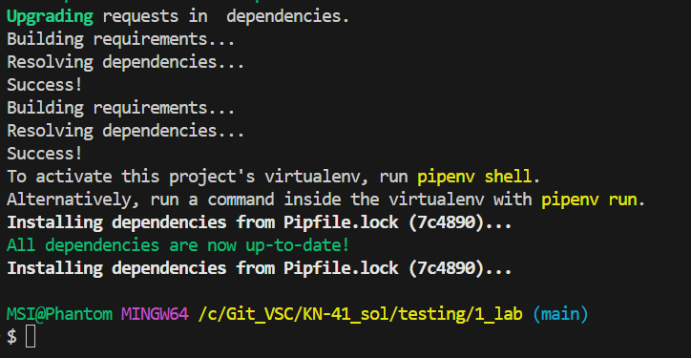 Upgrading requests in  dependencies.
Building requirements...
Resolving dependencies...
Success!
Building requirements...
Resolving dependencies...
Success!
To activate this project's virtualenv, run pipenv shell.
Alternatively, run a command inside the virtualenv with pipenv run.
Installing dependencies from Pipfile.lock (7c4890)...
All dependencies are now up-to-date!
Installing dependencies from Pipfile.lock (7c4890)...
MSI@Phantom MINGW64 /c/Git_VSC/KN-41_sol/testing/1_lab (main)
$